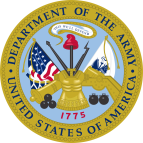 DEPARTMENT OF THE ARMY
UNITED STATES OF AMERICA
1775